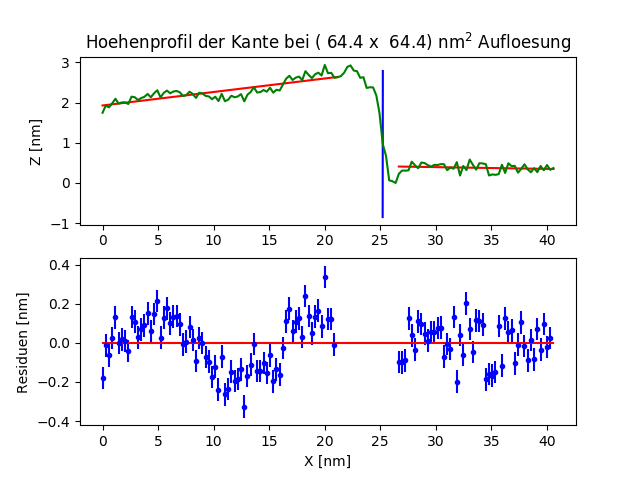 Hoehenprofil der Kante bei ( 64.4 x  64.4) nm² Aufloesung
3
2
1
0
−1
Z [nm]
0 5 10 15 20 25 30 35 40
0.4
0.2
0.0
−0.2
−0.4
Residuen [nm]
0 5 10 15 20 25 30 35 40
X [nm]